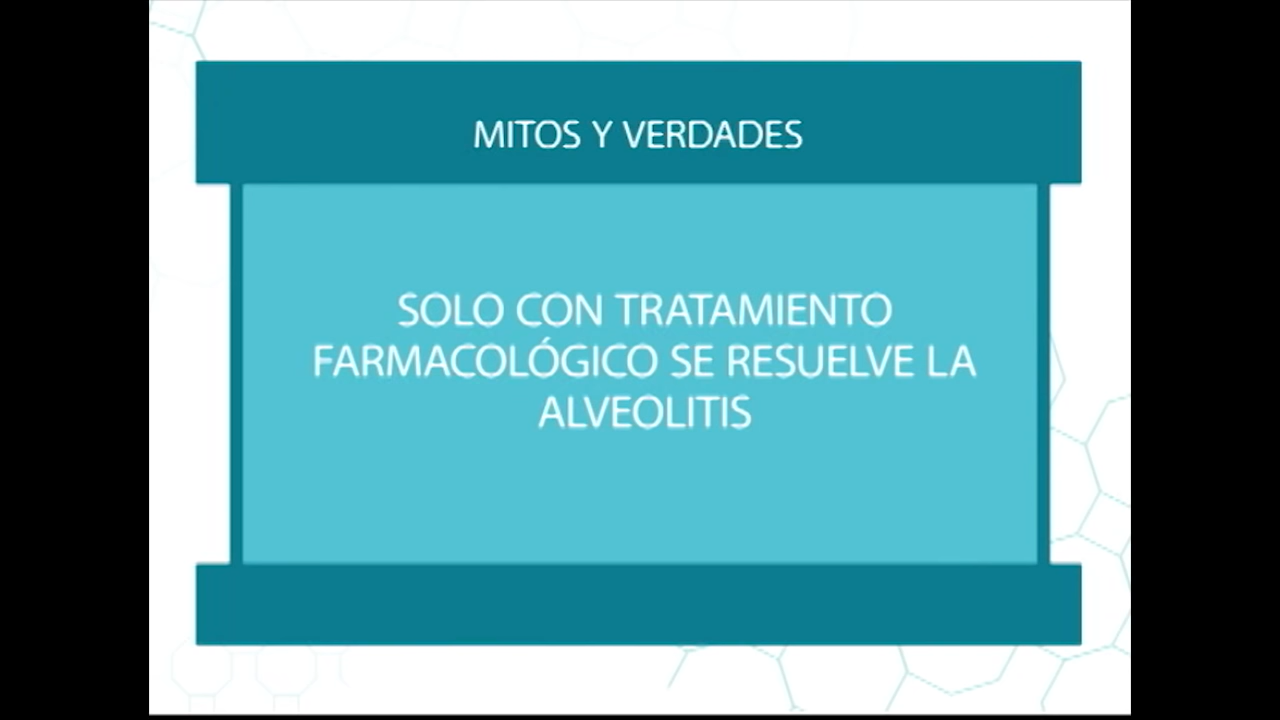 MITOS Y VERDADES
SOLO CON TRATAMIENTO
FARMACOLÓGICO SE RESUELVE LA
ALVEOLITIS